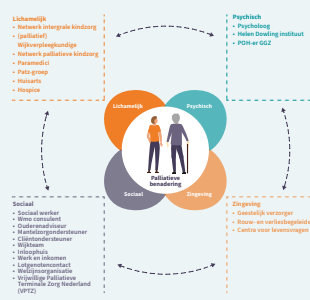 Lichamelijk
• Netwerk intergrale kindzorg
• (palliatief)
Wijkverpleegkundige
• Netwerk palliatieve kindzorg
• Paramedici
• Patz-groep
• Huisarts
• Hospice
Psychisch
• Psycholoog
• Helen Dowling instituut
• POH-er GGZ
Lichamelijk
Psychisch
Palliatieve
benadering
Sociaal
Zingeving
Sociaal
• Sociaal werker
• Wmo consulent
• Ouderenadviseur
• Mantelzorgondersteuner
• Cliëntondersteuner
• Wijkteam
• Inloophuis
• Werk en inkomen
• Lotgenotencontact
• Welzijnsorganisatie
• Vrijwillige Palliatieve
Terminale Zorg Nederland
(VPTZ)
Zingeving
• Geestelijk verzorger
• Rouw- en verliesbegeleide
• Centra voor levensvragen